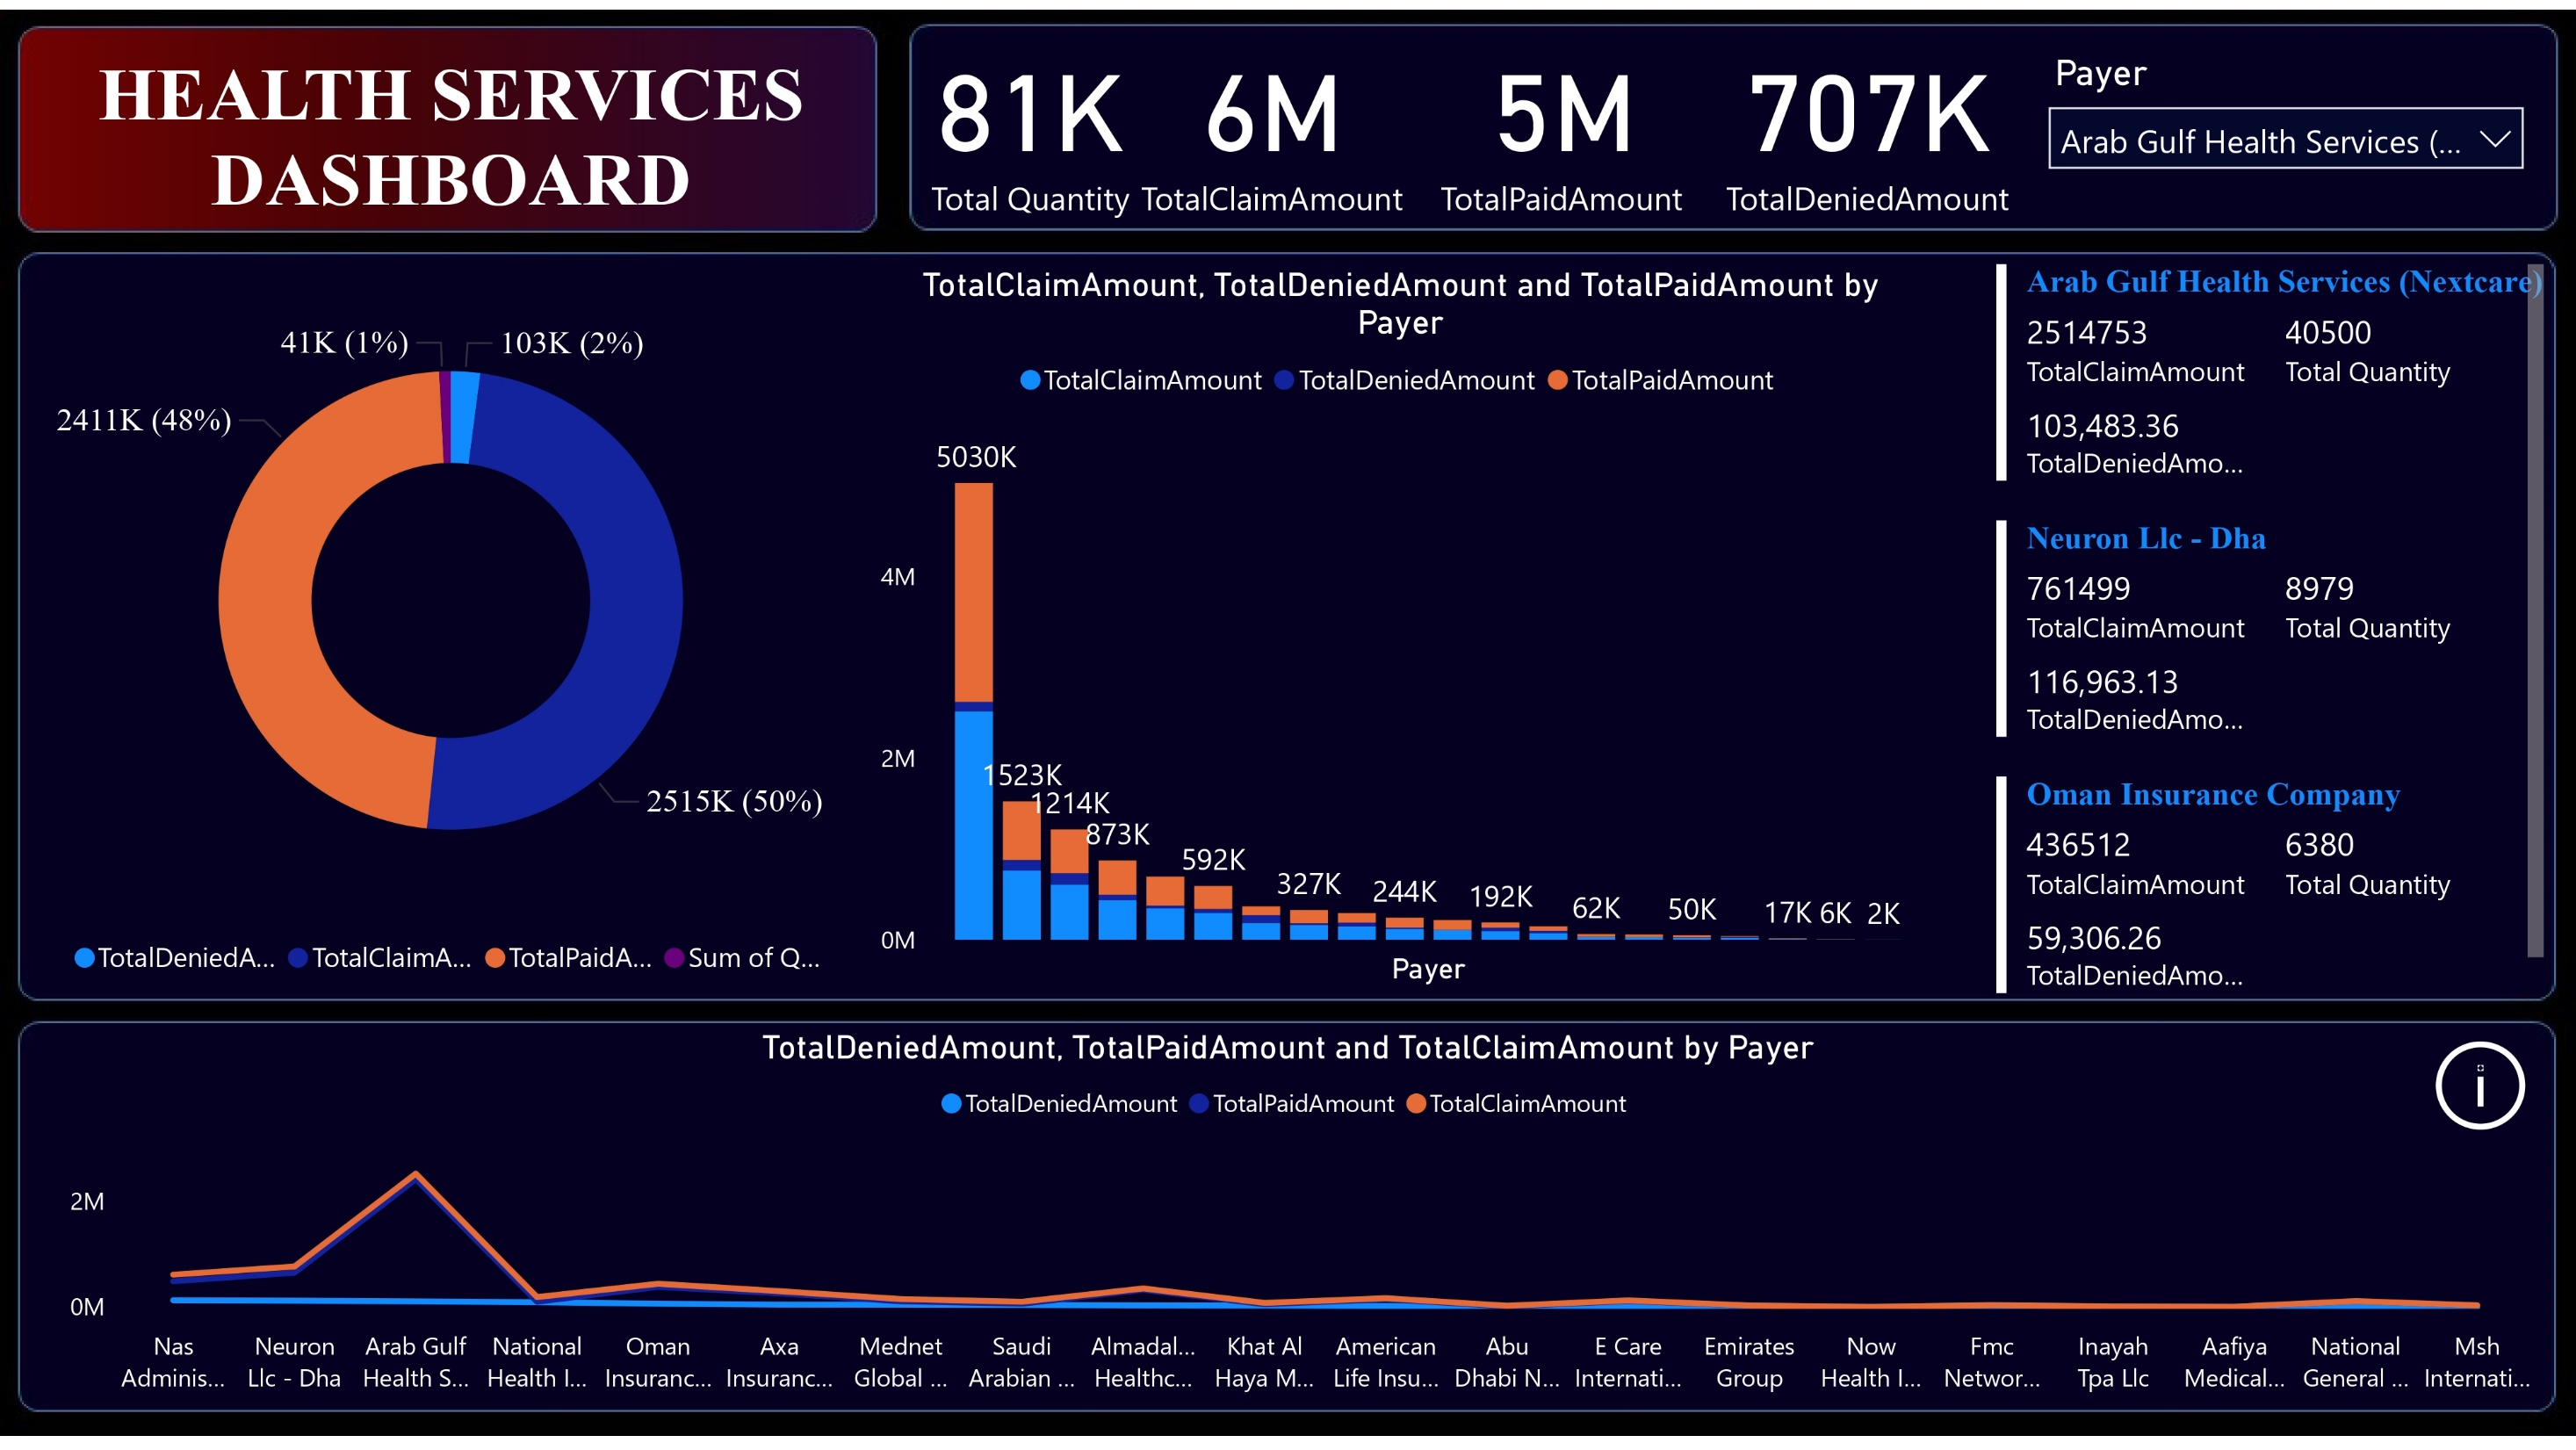 HEALTH SERVICES
DASHBOARD
81K
Total Quantity
6M
TotalClaimAmount
5M
TotalPaidAmount
707K
TotalDeniedAmount
Payer
Arab Gulf Health Services (...
41K (1%)
103K (2%)
2411K (48%)
2515K (50%)
TotalDeniedA... TotalClaimA... TotalPaidA... Sum of Q...
TotalClaimAmount, TotalDeniedAmount and TotalPaidAmount by
Payer
TotalClaimAmount TotalDeniedAmount TotalPaidAmount
5030K
4M
2M
1523K
1214K
873K
592K
327K
244K
192K
62K
50K
17K
6K
2K
0M
Payer
Arab Gulf Health Services (Nextcare)
2514753 40500
TotalClaimAmount Total Quantity
103,483.36
TotalDeniedAmo...
Neuron Llc - Dha
761499 8979
TotalClaimAmount Total Quantity
116,963.13
TotalDeniedAmo...
Oman Insurance Company
436512 6380
TotalClaimAmount Total Quantity
59,306.26
TotalDeniedAmo...
TotalDeniedAmount, TotalPaidAmount and TotalClaimAmount by Payer
TotalDeniedAmount TotalPaidAmount TotalClaimAmount
i
2M
0M
Nas
Adminis...
Neuron
Llc - Dha
Arab Gulf
Health S...
National
Health I...
Oman
Insuranc...
Axa
Insuranc...
Mednet
Global ...
Saudi
Arabian ...
Almadal...
Healthc...
Khat Al
Haya M...
American
Life Insu...
Abu
Dhabi N...
E Care
Internati...
Emirates
Group
Now
Health I...
Fmc
Networ...
Inayah
Tpa Llc
Aafiya
Medical...
National
General ...
Msh
Internati...